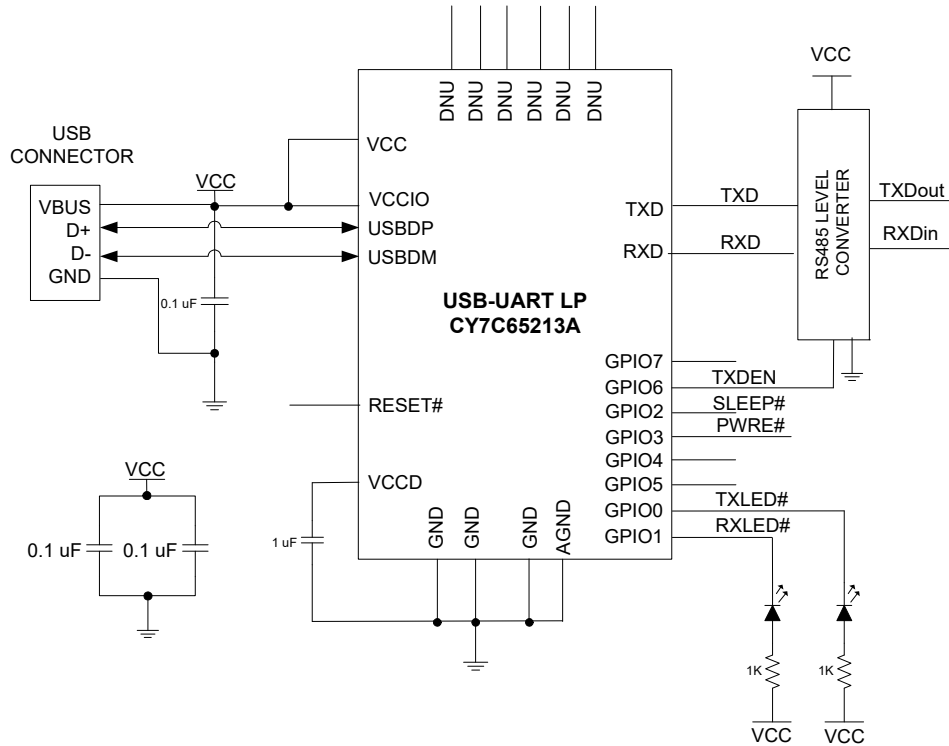 DNU
DNU
DNU
DNU
DNU
DNU
VCC
USB
CONNECTOR
VCC
VCC
VBUS
D+
D-
GND
VCCIO
USBDP
USBDM
TXD
RXD
TXD
RXD
RS485 LEVEL
CONVERTER
TXDout
RXDin
0.1 uF
USB-UART LP
CY7C65213A
RESET#
VCCD
GPIO7
GPIO6
GPIO2
GPIO3
GPIO4
GPIO5
GPIO0
GPIO1
TXDEN
SLEEP#
PWRE#
TXLED#
RXLED#
VCC
0.1 uF
0.1 uF
1 uF
GND
GND
GND
AGND
1K
1K
VCC
VCC